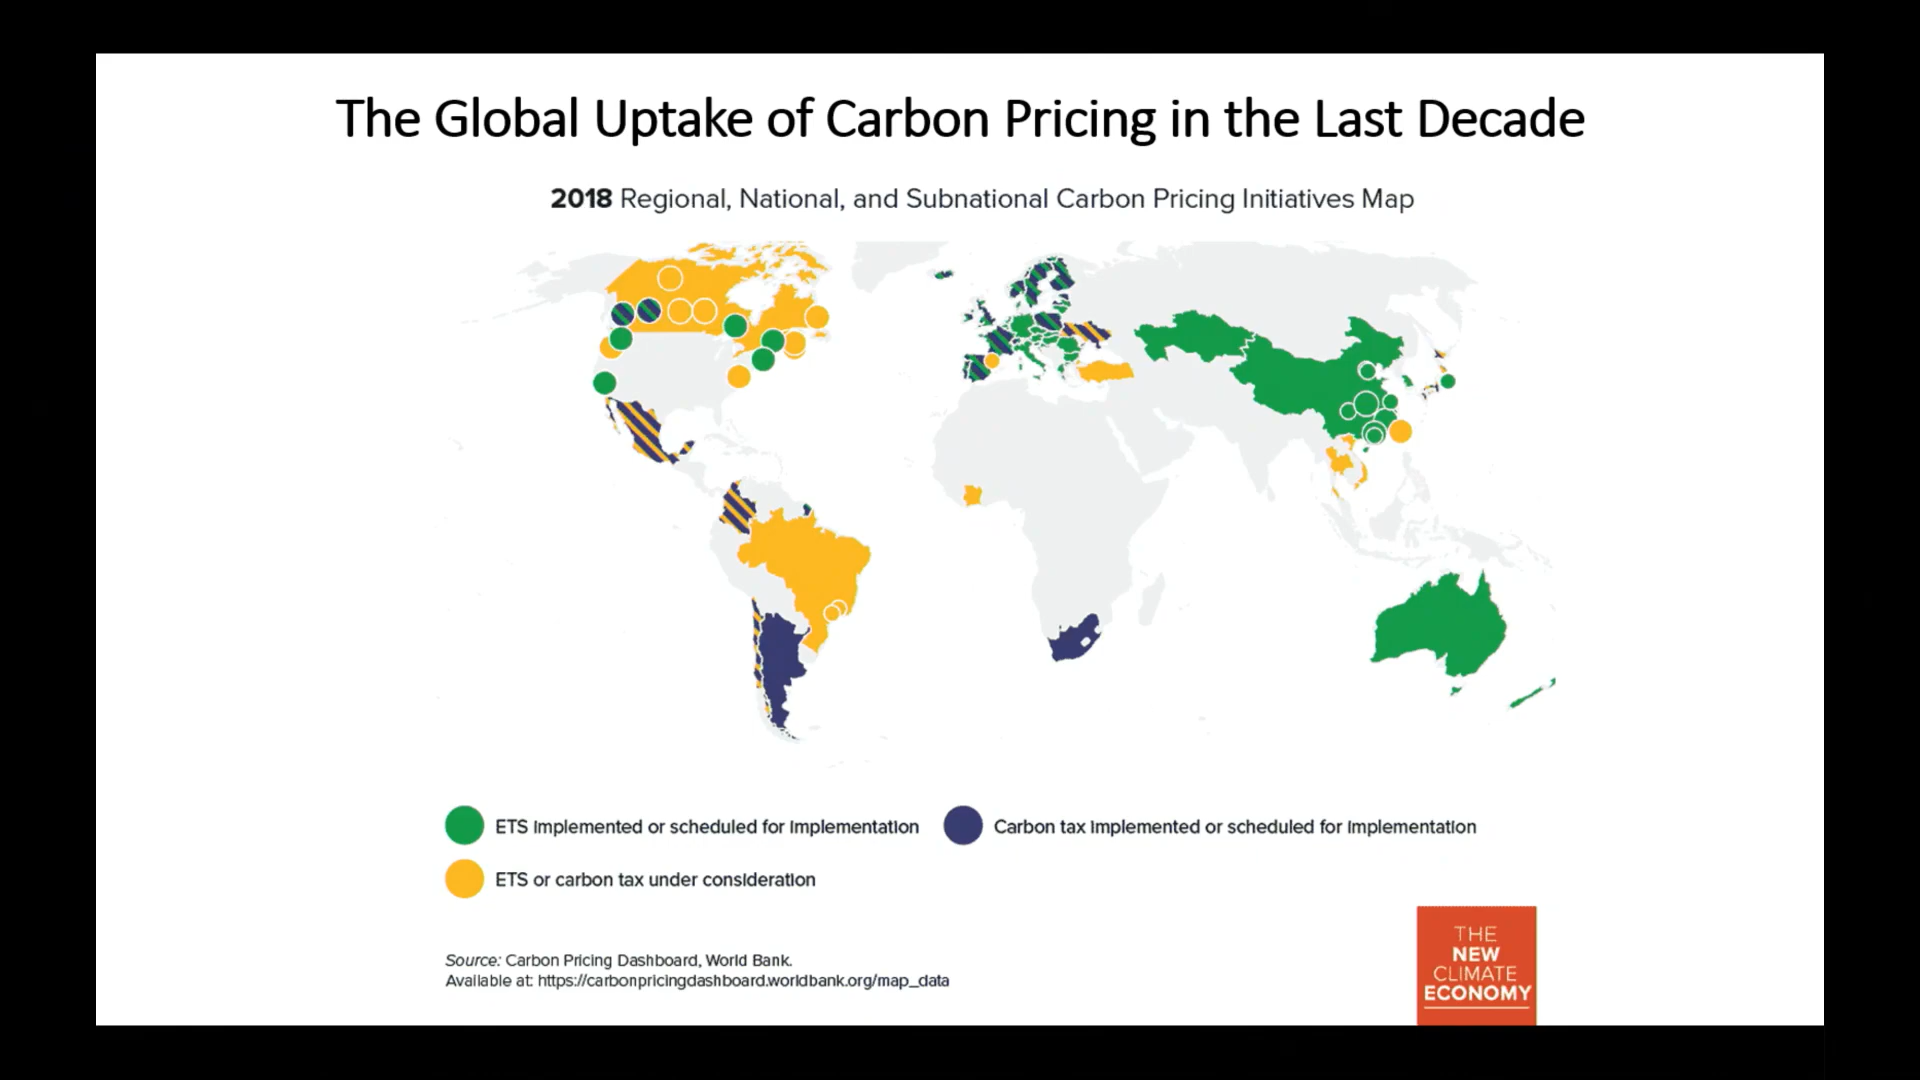 The Global Uptake of Carbon Pricing in the Last Decade
2018 Regional, National, and Subnational Carbon Pricing Initiatives Map
ETS implemented or scheduled for implementation
Carbon tax implemented or scheduled for implementation
ETS or carbon tax under consideration
Source: Carbon Pricing Dashboard, World Bank.
Available at: https://carbonpricingdashboard.worldbank.org/map_data
THE
NEW
CLIMATE
ECONOMY